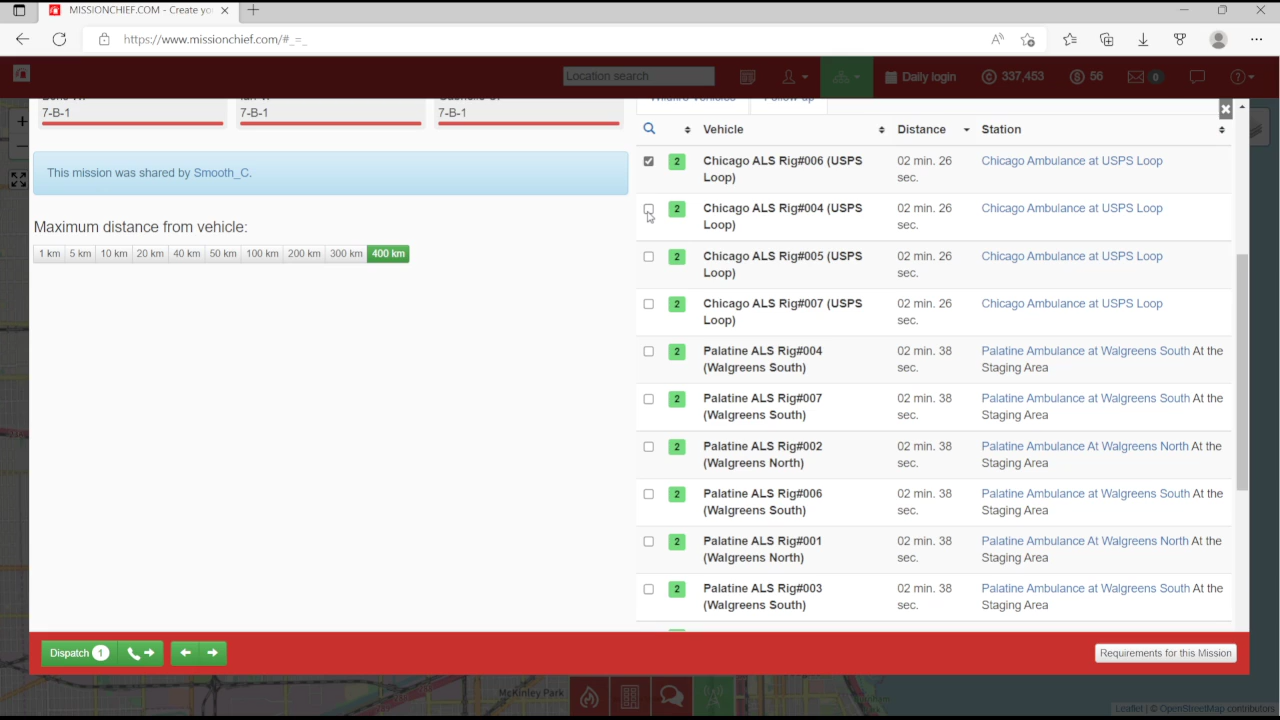 MISSIONCHIEF.COM - Create yo
https://www.missionchief.com/#_=_
Location search
Daily login
337,453
56
0
7-B-1
7-B-1
7-B-1
This mission was shared by Smooth_C.
Maximum distance from vehicle:
1 km 5 km 10 km 20 km 40 km 50 km 100 km 200 km 300 km 400 km
Wildfire Vehicles Follow up
Vehicle Distance Station
2 Chicago ALS Rig#006 (USPS 02 min. 26 Chicago Ambulance at USPS Loop
Loop) sec.
2 Chicago ALS Rig#004 (USPS 02 min. 26 Chicago Ambulance at USPS Loop
Loop) sec.
2 Chicago ALS Rig#005 (USPS 02 min. 26 Chicago Ambulance at USPS Loop
Loop) sec.
2 Chicago ALS Rig#007 (USPS 02 min. 26 Chicago Ambulance at USPS Loop
Loop) sec.
2 Palatine ALS Rig#004 02 min. 38 Palatine Ambulance at Walgreens South At the
(Walgreens South) sec. Staging Area
2 Palatine ALS Rig#007 02 min. 38 Palatine Ambulance at Walgreens South At the
(Walgreens South) sec. Staging Area
2 Palatine ALS Rig#002 02 min. 38 Palatine Ambulance At Walgreens North At the
(Walgreens North) sec. Staging Area
2 Palatine ALS Rig#006 02 min. 38 Palatine Ambulance at Walgreens South At the
(Walgreens South) sec. Staging Area
2 Palatine ALS Rig#001 02 min. 38 Palatine Ambulance At Walgreens North At the
(Walgreens North) sec. Staging Area
2 Palatine ALS Rig#003 02 min. 38 Palatine Ambulance at Walgreens South At the
(Walgreens South) sec. Staging Area
Dispatch 1
Requirements for this Mission
McKinley Park
Leaflet | © OpenStreetMap contributors